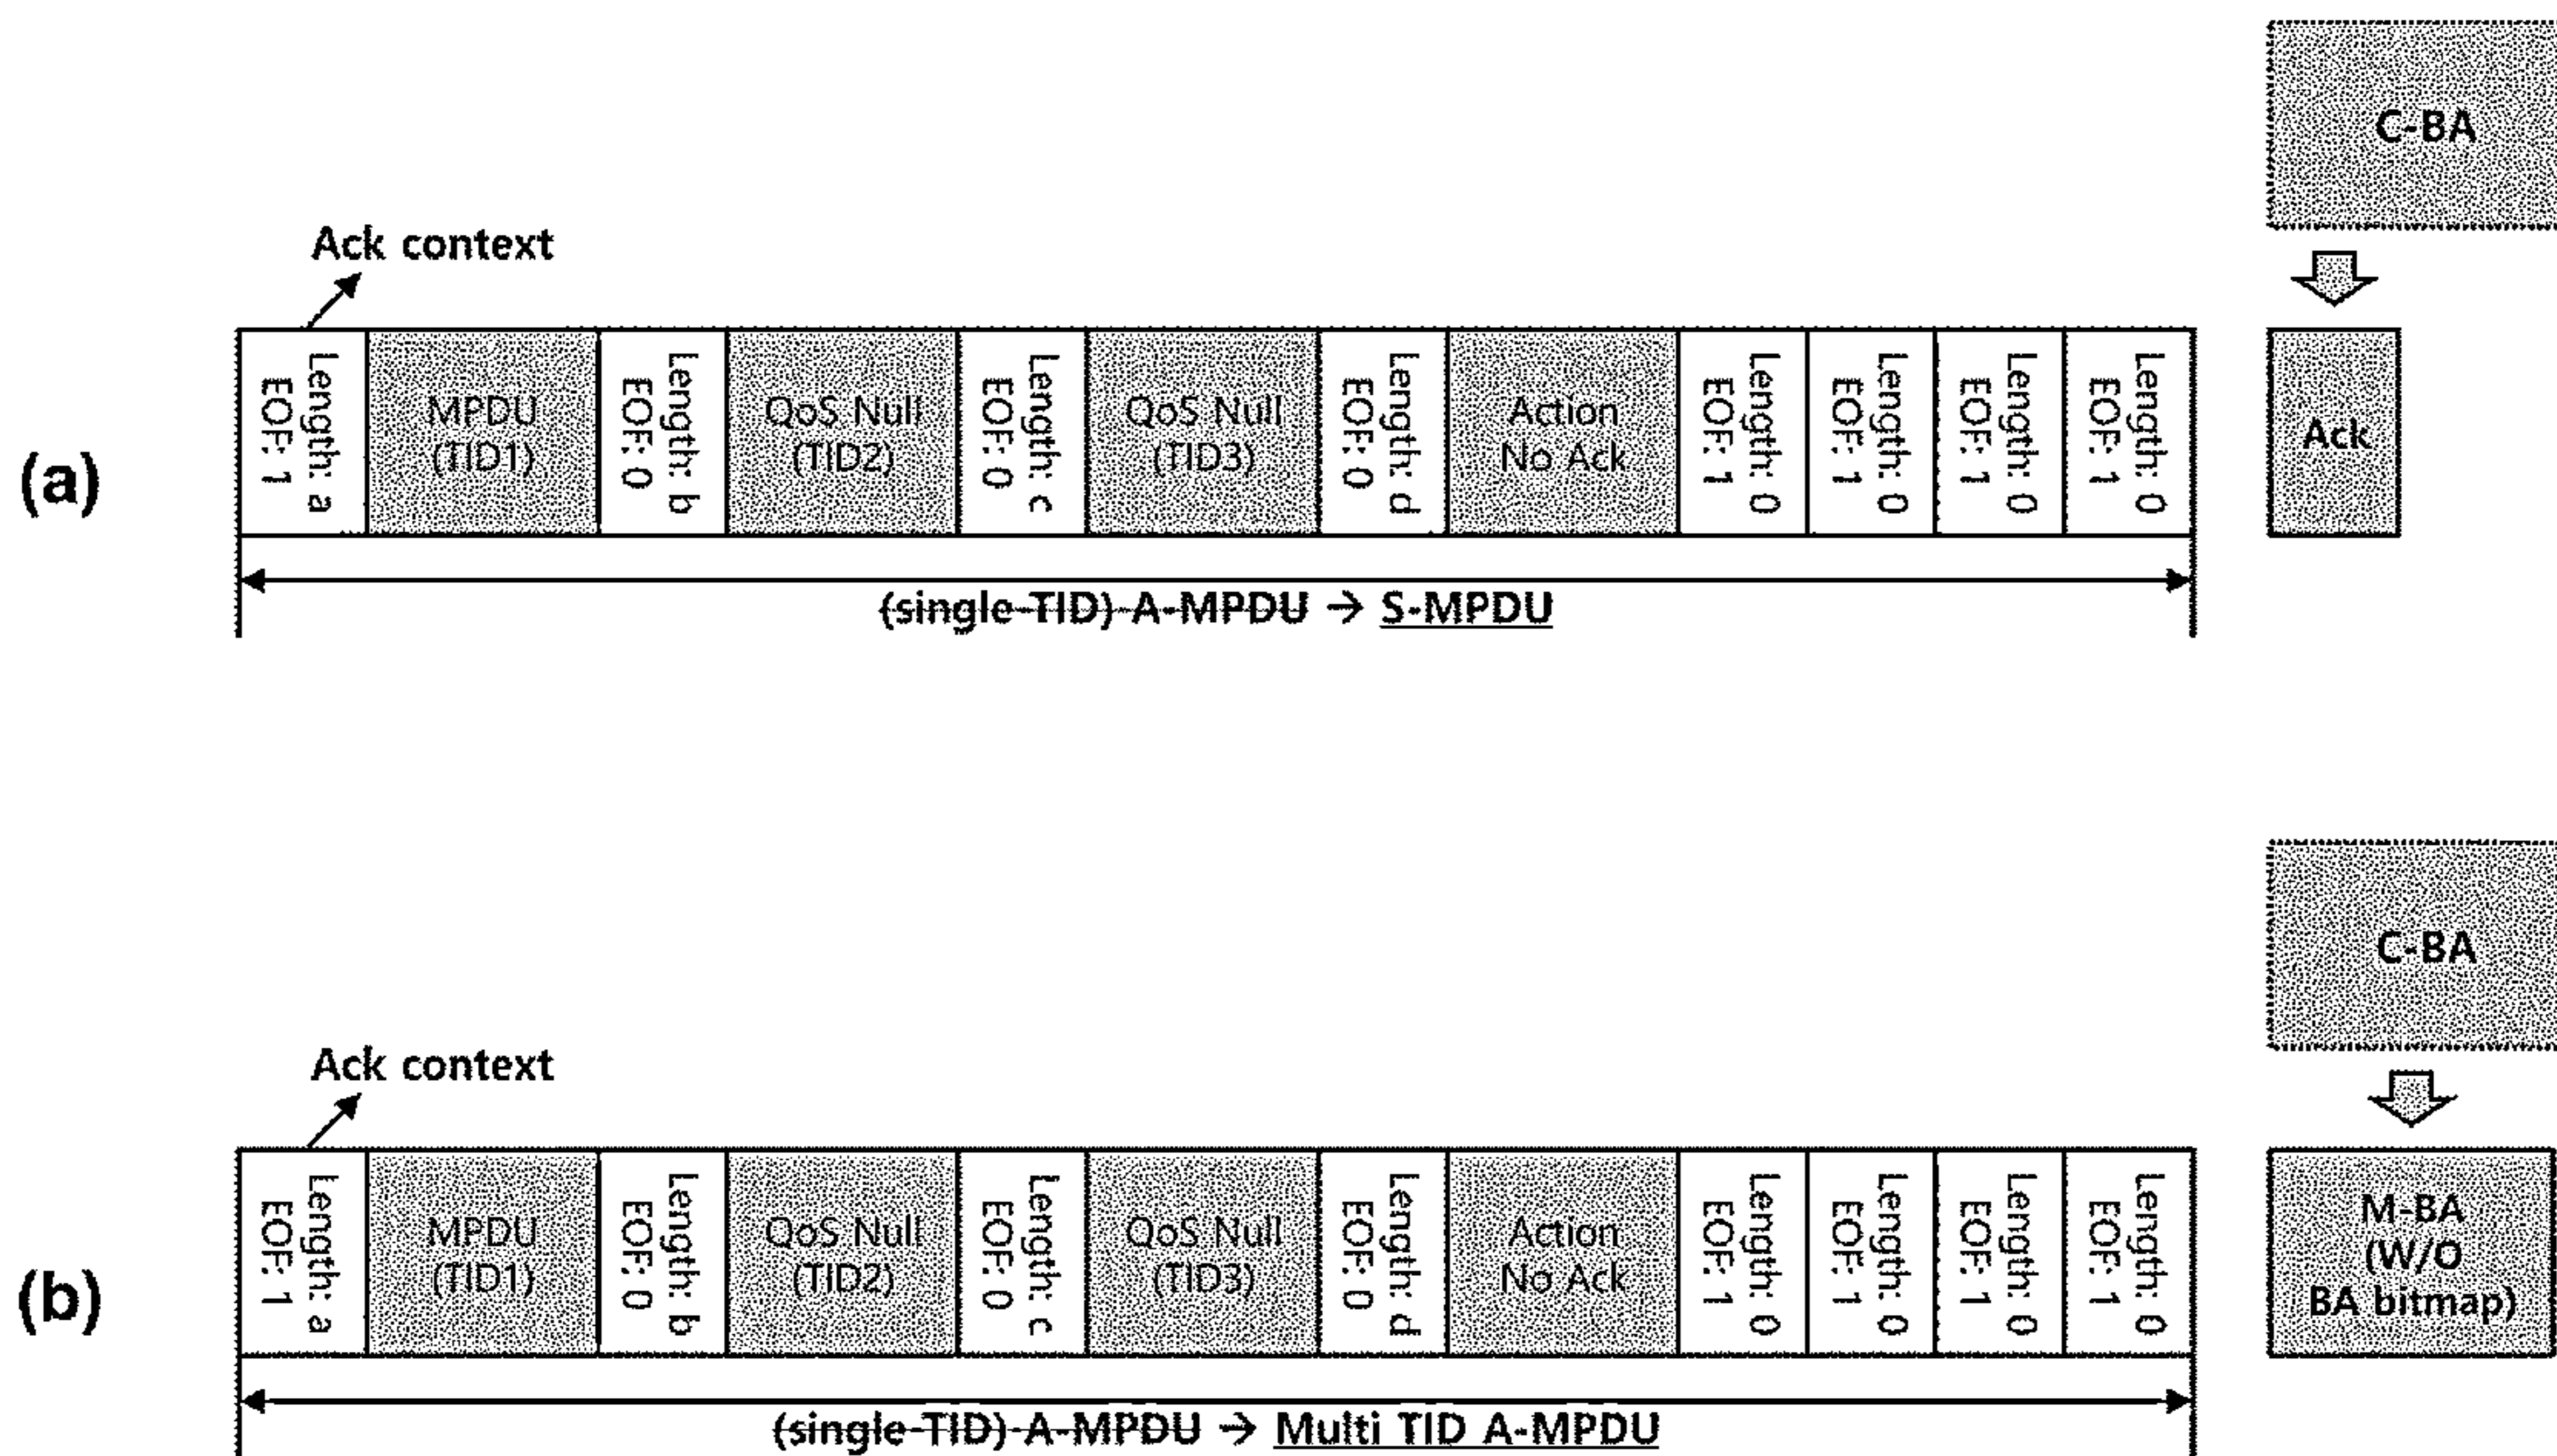 C-BA
Ack context
Length: a
EOF: 1
MPDU
(TID1)
Length: b
EOF: 0
QoS Null
(TID2)
Length: c
EOF: 0
QoS Null
(TID3)
Length: d
EOF: 0
Action
No Ack
Length: 0
EOF: 1
Length: 0
EOF: 1
Length: 0
EOF: 1
Length: 0
EOF: 1
Ack
(a)
(single-TID) A-MPDU → S-MPDU
C-BA
Ack context
Length: a
EOF: 1
MPDU
(TID1)
Length: b
EOF: 0
QoS Null
(TID2)
Length: c
EOF: 0
QoS Null
(TID3)
Length: d
EOF: 0
Action
No Ack
Length: 0
EOF: 1
Length: 0
EOF: 1
Length: 0
EOF: 1
Length: 0
EOF: 1
M-BA
(W/O
BA bitmap)
(b)
(single-TID) A-MPDU → Multi TID A-MPDU